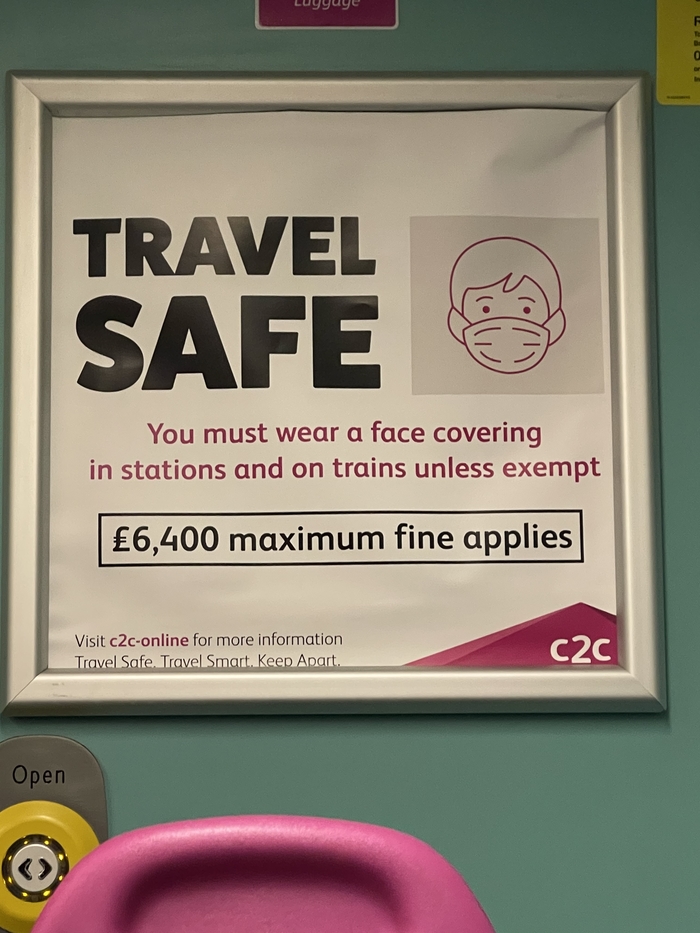 Luggage
TRAVEL
SAFE
You must wear a face covering
in stations and on trains unless exempt
£6,400 maximum fine applies
Visit c2c-online for more information
Travel Safe. Travel Smart. Keep Apart.
c2c
Open